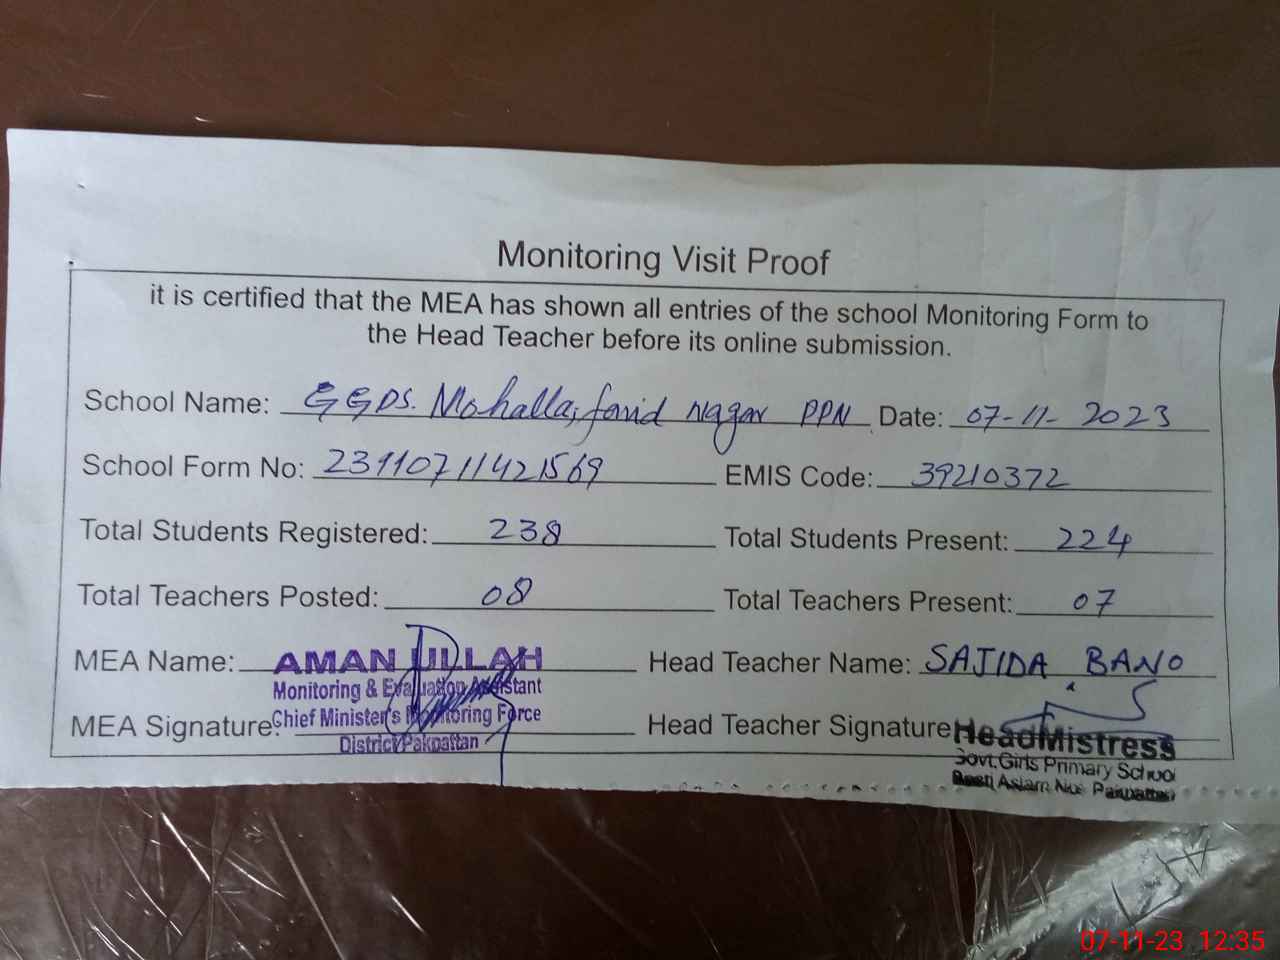 Monitoring Visit Proof
it is certified that the MEA has shown all entries of the school Monitoring Form to
the Head Teacher before its online submission.
School Name: GGPS. Mohalla, farid nagar PPN Date: 07-11-2023
School Form No: 23110711421569 EMIS Code: 39210372
Total Students Registered: 238 Total Students Present: 224
Total Teachers Posted: 08 Total Teachers Present: 07
MEA Name: AMAN ULLAH Head Teacher Name: SAJIDA BANO
Monitoring & Evaluation Assistant
MEA Signature: Chief Minister's Monitoring Force Head Teacher Signature
District Pakpattan
HeadMistress
Govt. Girls Primary School
Basti Aslam Pakpattan
07-11-23 12:35